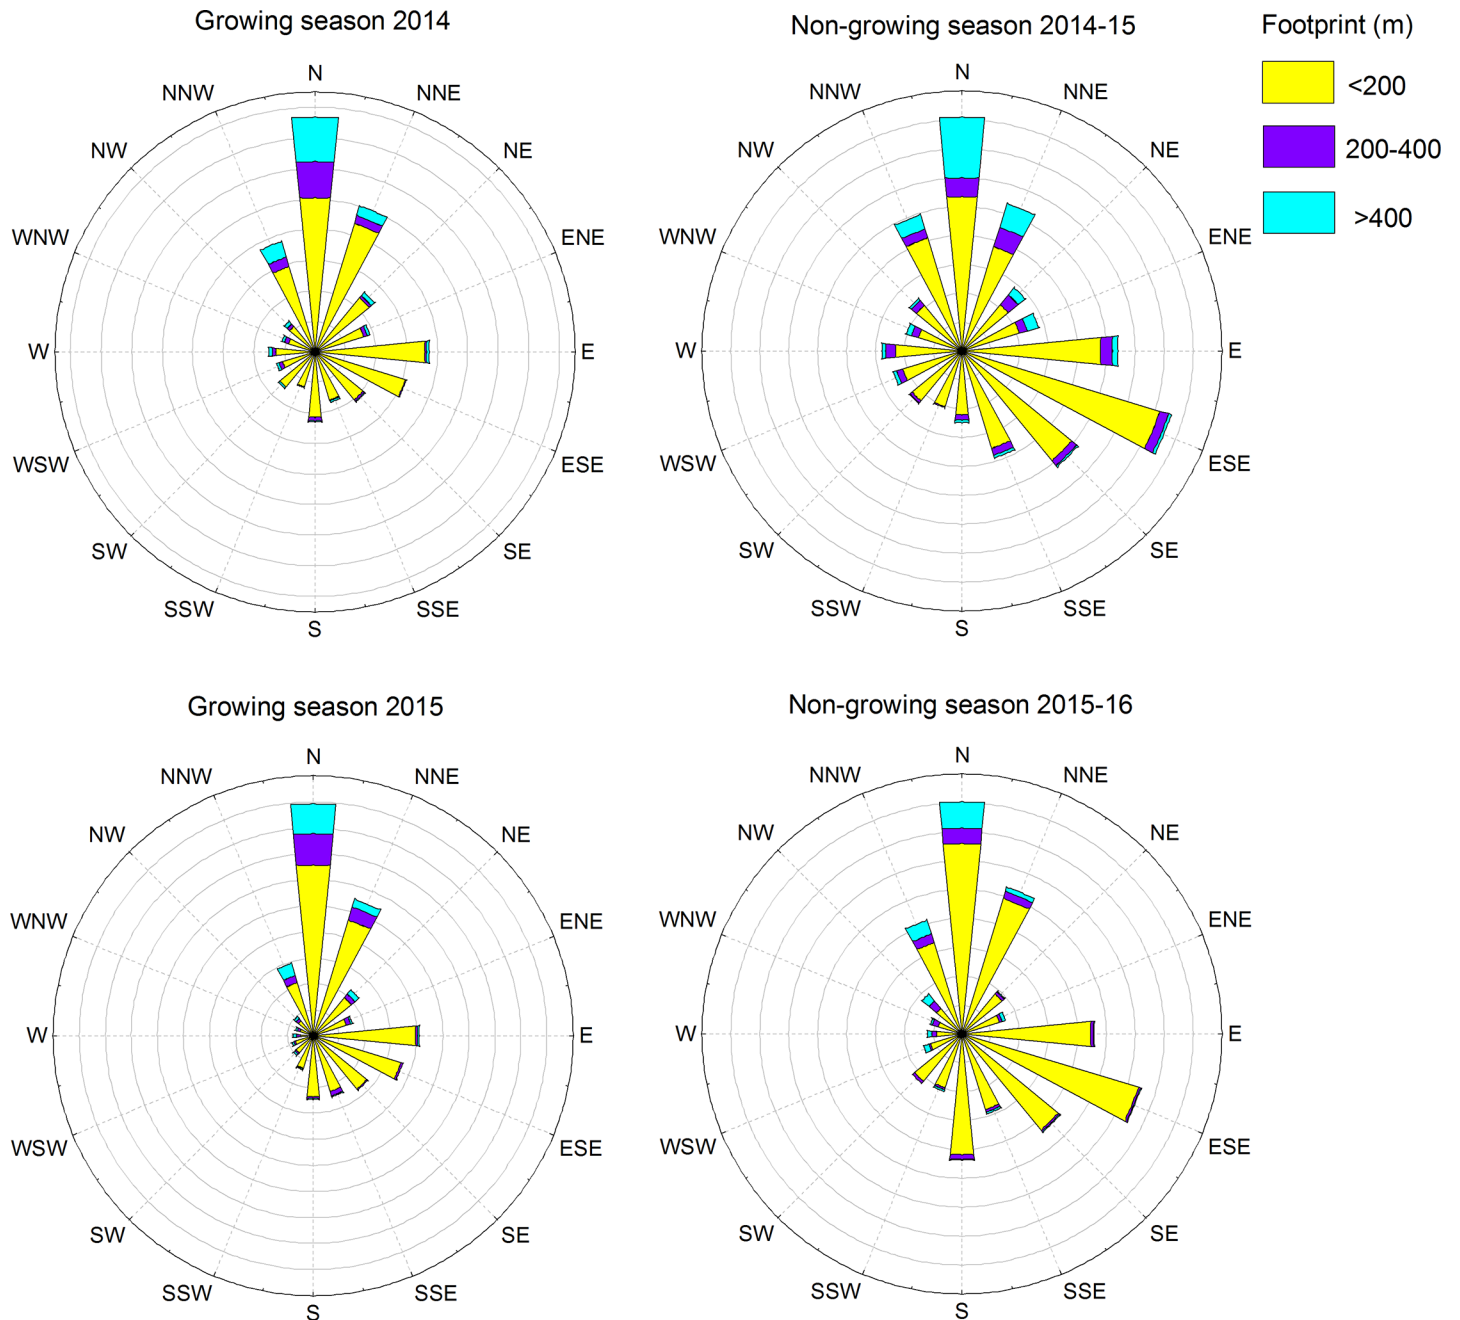 Growing season 2014
N
NNE
NE
ENE
E
ESE
SE
SSE
S
SSW
SW
WSW
W
WNW
NW
NNW
Non-growing season 2014-15
N
NNE
NE
ENE
E
ESE
SE
SSE
S
SSW
SW
WSW
W
WNW
NW
NNW
Footprint (m)
<200
200-400
>400
Growing season 2015
N
NNE
NE
ENE
E
ESE
SE
SSE
S
SSW
SW
WSW
W
WNW
NW
NNW
Non-growing season 2015-16
N
NNE
NE
ENE
E
ESE
SE
SSE
S
SSW
SW
WSW
W
WNW
NW
NNW